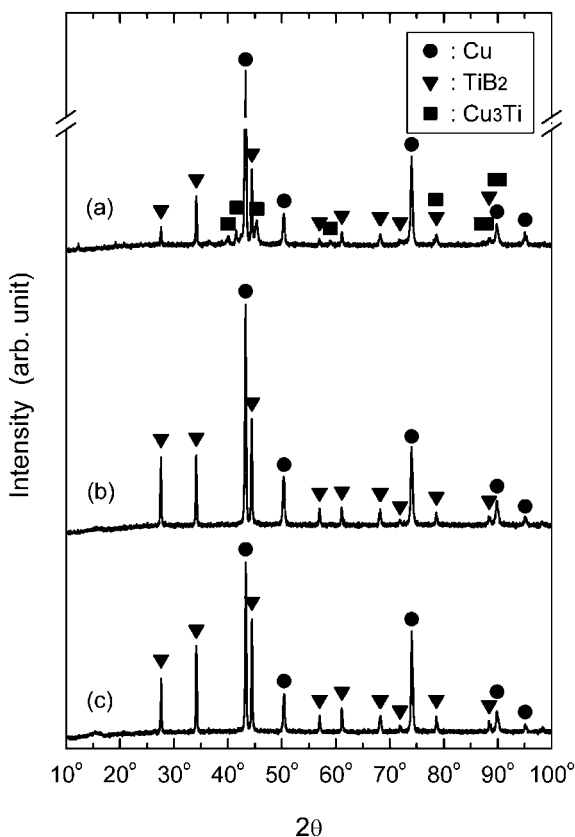 ● : Cu
▼ : TiB₂
■ : Cu₃Ti
(a)
(b)
(c)
Intensity (arb. unit)
10° 20° 30° 40° 50° 60° 70° 80° 90° 100°
2θ